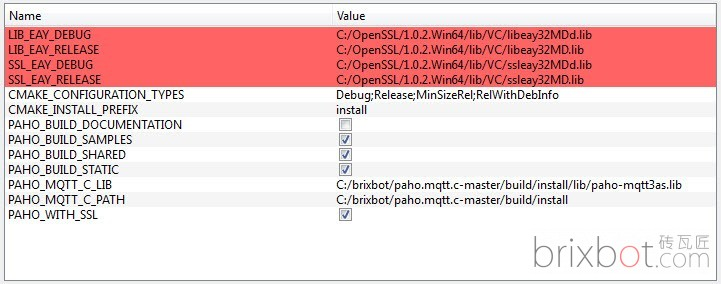 Name Value
LIB_EAY_DEBUG C:/OpenSSL/1.0.2.Win64/lib/VC/libeay32MDd.lib
LIB_EAY_RELEASE C:/OpenSSL/1.0.2.Win64/lib/VC/libeay32MD.lib
SSL_EAY_DEBUG C:/OpenSSL/1.0.2.Win64/lib/VC/ssleay32MDd.lib
SSL_EAY_RELEASE C:/OpenSSL/1.0.2.Win64/lib/VC/ssleay32MD.lib
CMAKE_CONFIGURATION_TYPES Debug;Release;MinSizeRel;RelWithDebInfo
CMAKE_INSTALL_PREFIX install
PAHO_BUILD_DOCUMENTATION
PAHO_BUILD_SAMPLES
PAHO_BUILD_SHARED
PAHO_BUILD_STATIC
PAHO_MQTT_C_LIB C:/brixbot/paho.mqtt.c-master/build/install/lib/paho-mqtt3as.lib
PAHO_MQTT_C_PATH C:/brixbot/paho.mqtt.c-master/build/install
PAHO_WITH_SSL
brixbot 砖瓦匠
.com